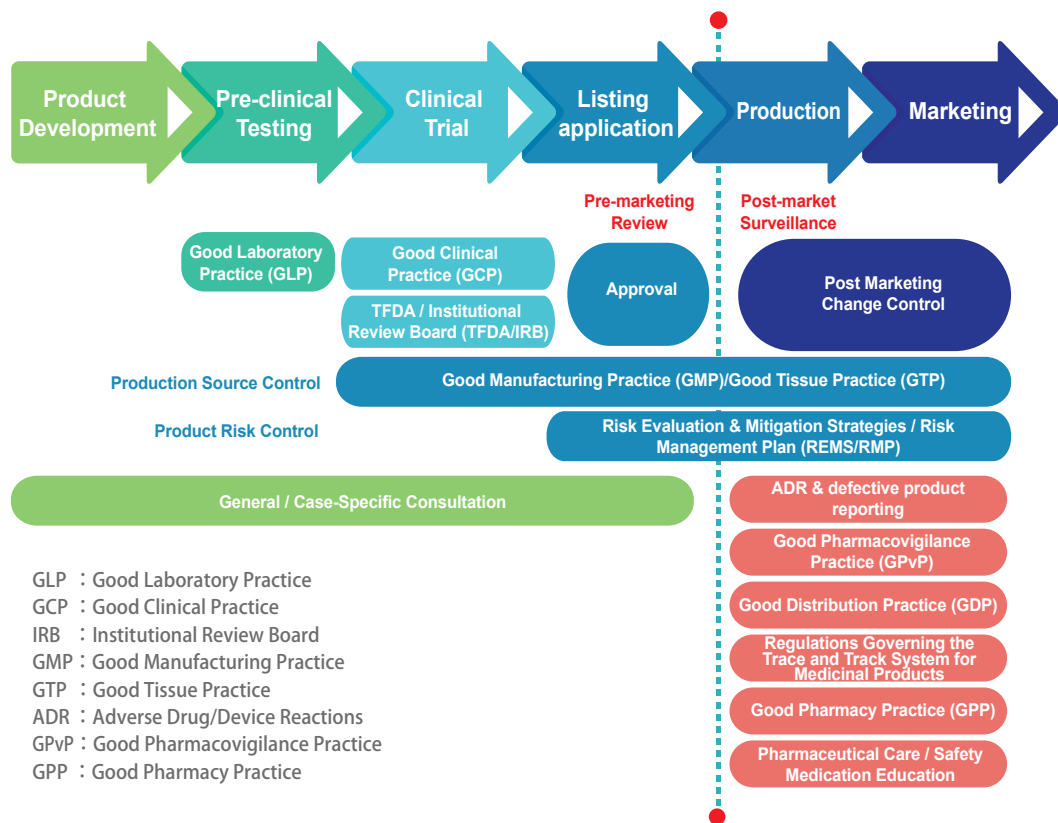 Product
Development
Pre-clinical
Testing
Clinical
Trial
Listing
application
Production
Marketing
Pre-marketing
Review
Post-market
Surveillance
Good Laboratory
Practice (GLP)
Good Clinical
Practice (GCP)
Approval
Post Marketing
Change Control
TFDA / Institutional
Review Board (TFDA/IRB)
Production Source Control
Good Manufacturing Practice (GMP)/Good Tissue Practice (GTP)
Product Risk Control
Risk Evaluation & Mitigation Strategies / Risk
Management Plan (REMS/RMP)
General / Case-Specific Consultation
ADR & defective product
reporting
Good Pharmacovigilance
Practice (GPvP)
Good Distribution Practice (GDP)
Regulations Governing the
Trace and Track System for
Medicinal Products
Good Pharmacy Practice (GPP)
Pharmaceutical Care / Safety
Medication Education
GLP : Good Laboratory Practice
GCP : Good Clinical Practice
IRB : Institutional Review Board
GMP : Good Manufacturing Practice
GTP : Good Tissue Practice
ADR : Adverse Drug/Device Reactions
GPvP : Good Pharmacovigilance Practice
GPP : Good Pharmacy Practice